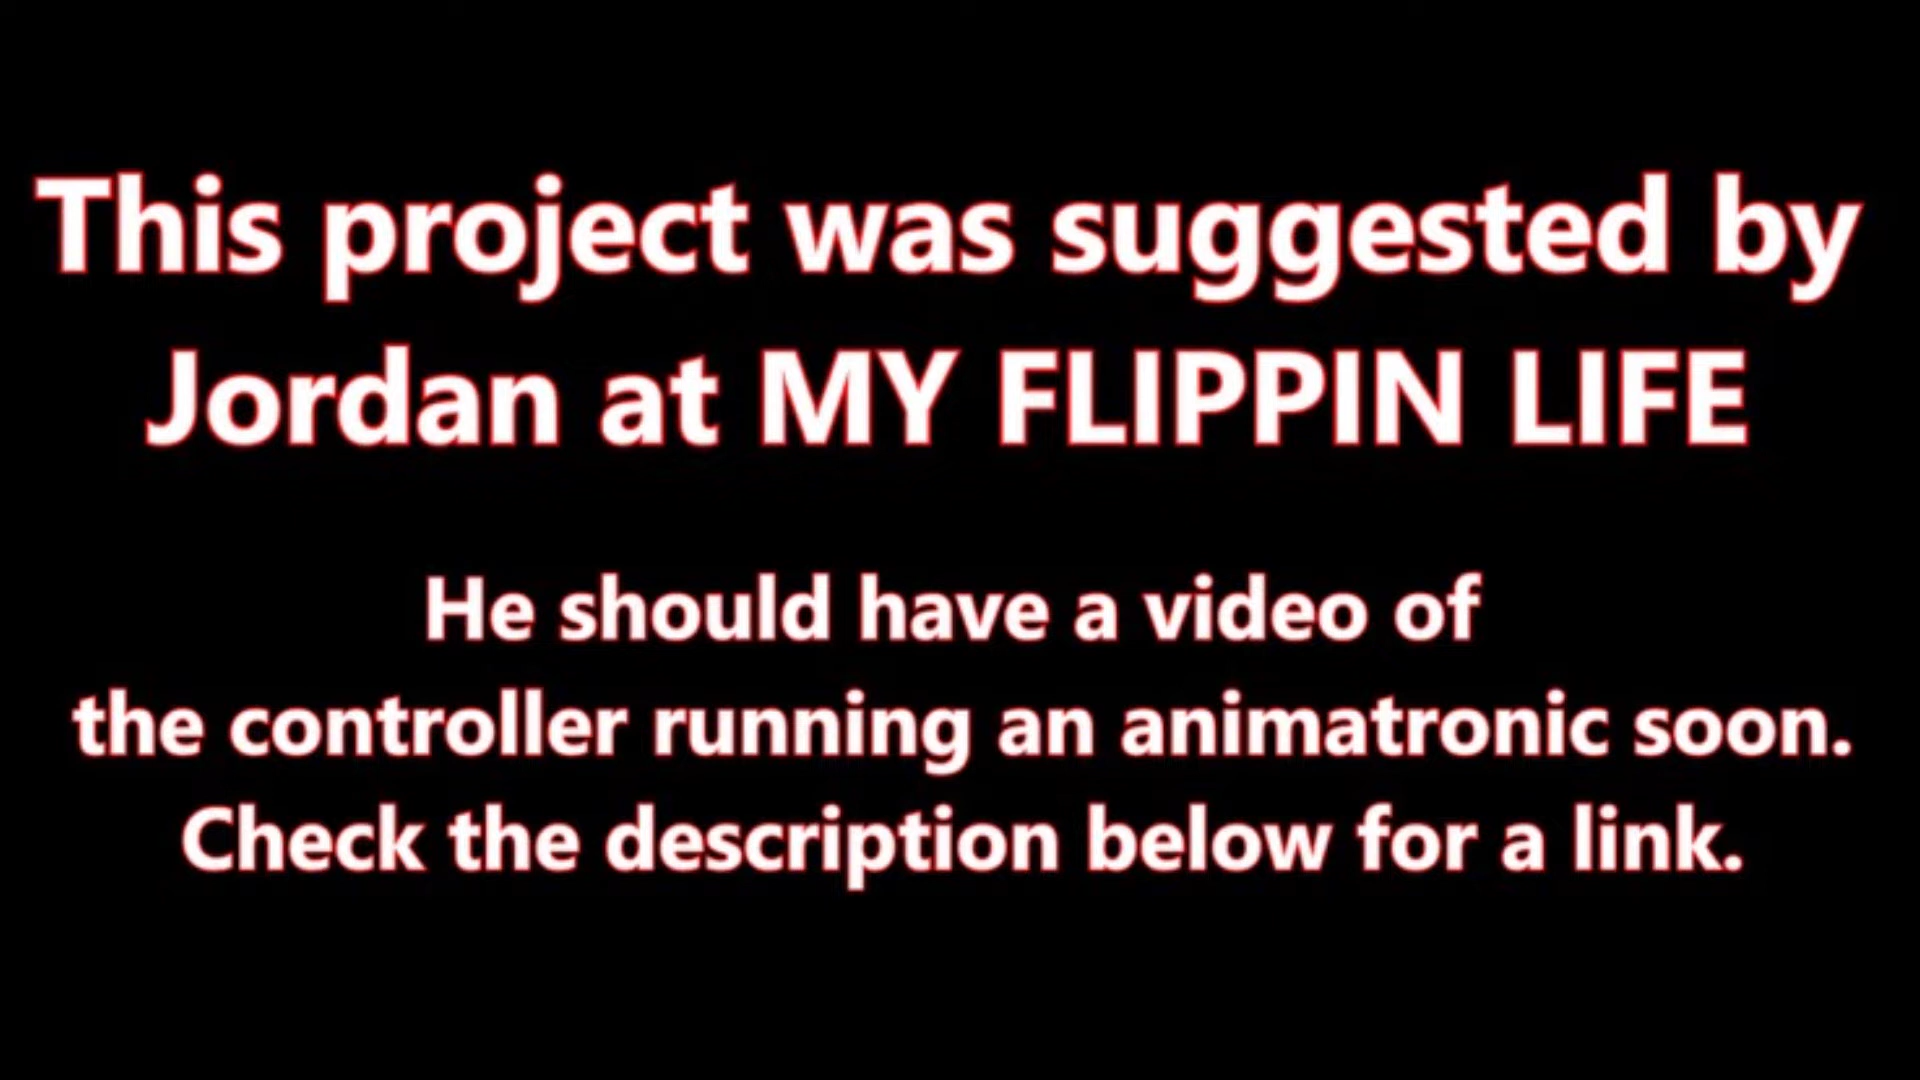 This project was suggested by
Jordan at MY FLIPPIN LIFE
He should have a video of
the controller running an animatronic soon.
Check the description below for a link.